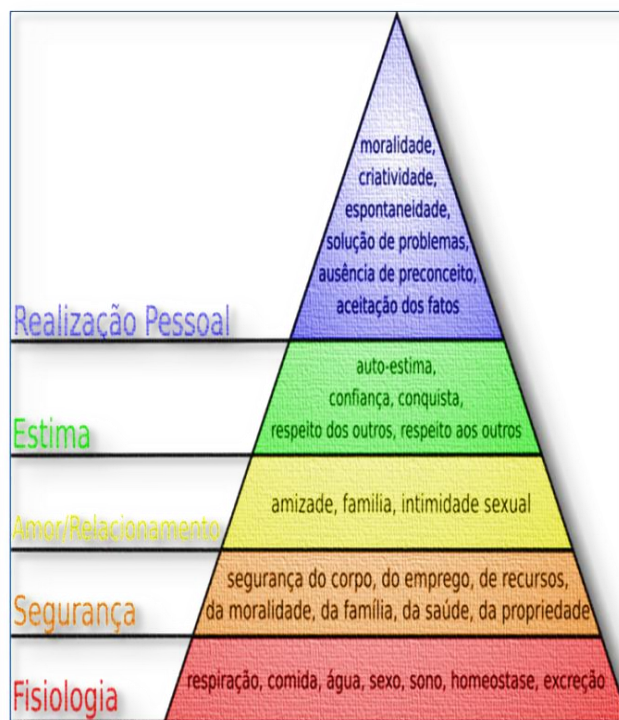 moralidade,
criatividade,
espontaneidade,
solução de problemas,
ausência de preconceito,
aceitação dos fatos
Realização Pessoal
auto-estima,
confiança, conquista,
respeito dos outros, respeito aos outros
Estima
amizade, família, intimidade sexual
Amor/Relacionamento
segurança do corpo, do emprego, de recursos,
da moralidade, da família, da saúde, da propriedade
Segurança
respiração, comida, água, sexo, sono, homeostase, excreção
Fisiologia